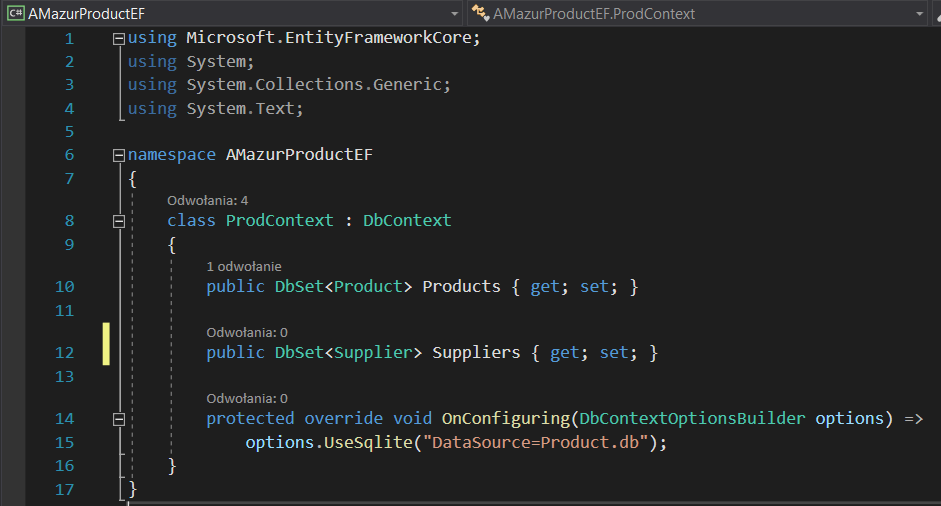 C# AMazurProductEF AMazurProductEF.ProdContext
1 using Microsoft.EntityFrameworkCore;
2 using System;
3 using System.Collections.Generic;
4 using System.Text;
5
6 namespace AMazurProductEF
7 {
Odwołania: 4
8 class ProdContext : DbContext
9 {
1 odwołanie
10 public DbSet<Product> Products { get; set; }
11
Odwołania: 0
12 public DbSet<Supplier> Suppliers { get; set; }
13
Odwołania: 0
14 protected override void OnConfiguring(DbContextOptionsBuilder options) =>
15 options.UseSqlite("DataSource=Product.db");
16 }
17 }